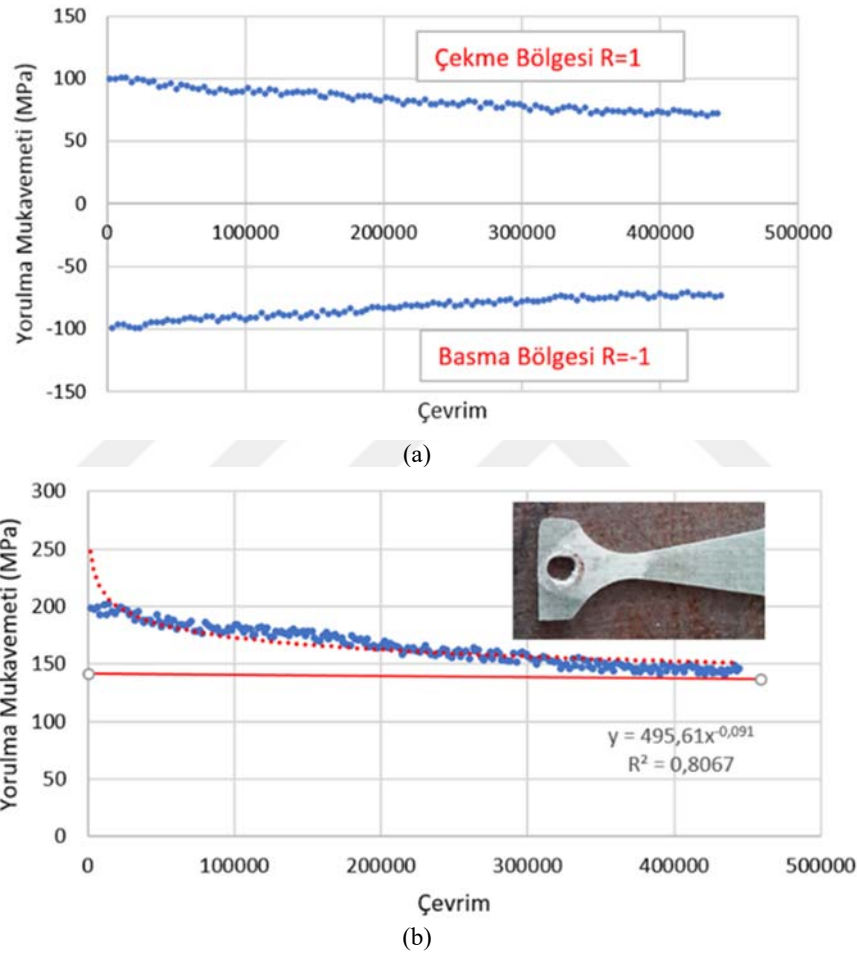 150
Çekme Bölgesi R=1
100
50
0
0 100000 200000 300000 400000 500000
-50
-100
Basma Bölgesi R=-1
-150
Yorulma Mukavemeti (MPa)
Çevrim
(a)
300
250
200
150
100
y = 495,61x^-0,091
R² = 0,8067
50
0
0 100000 200000 300000 400000 500000
Yorulma Mukavemeti (MPa)
Çevrim
(b)